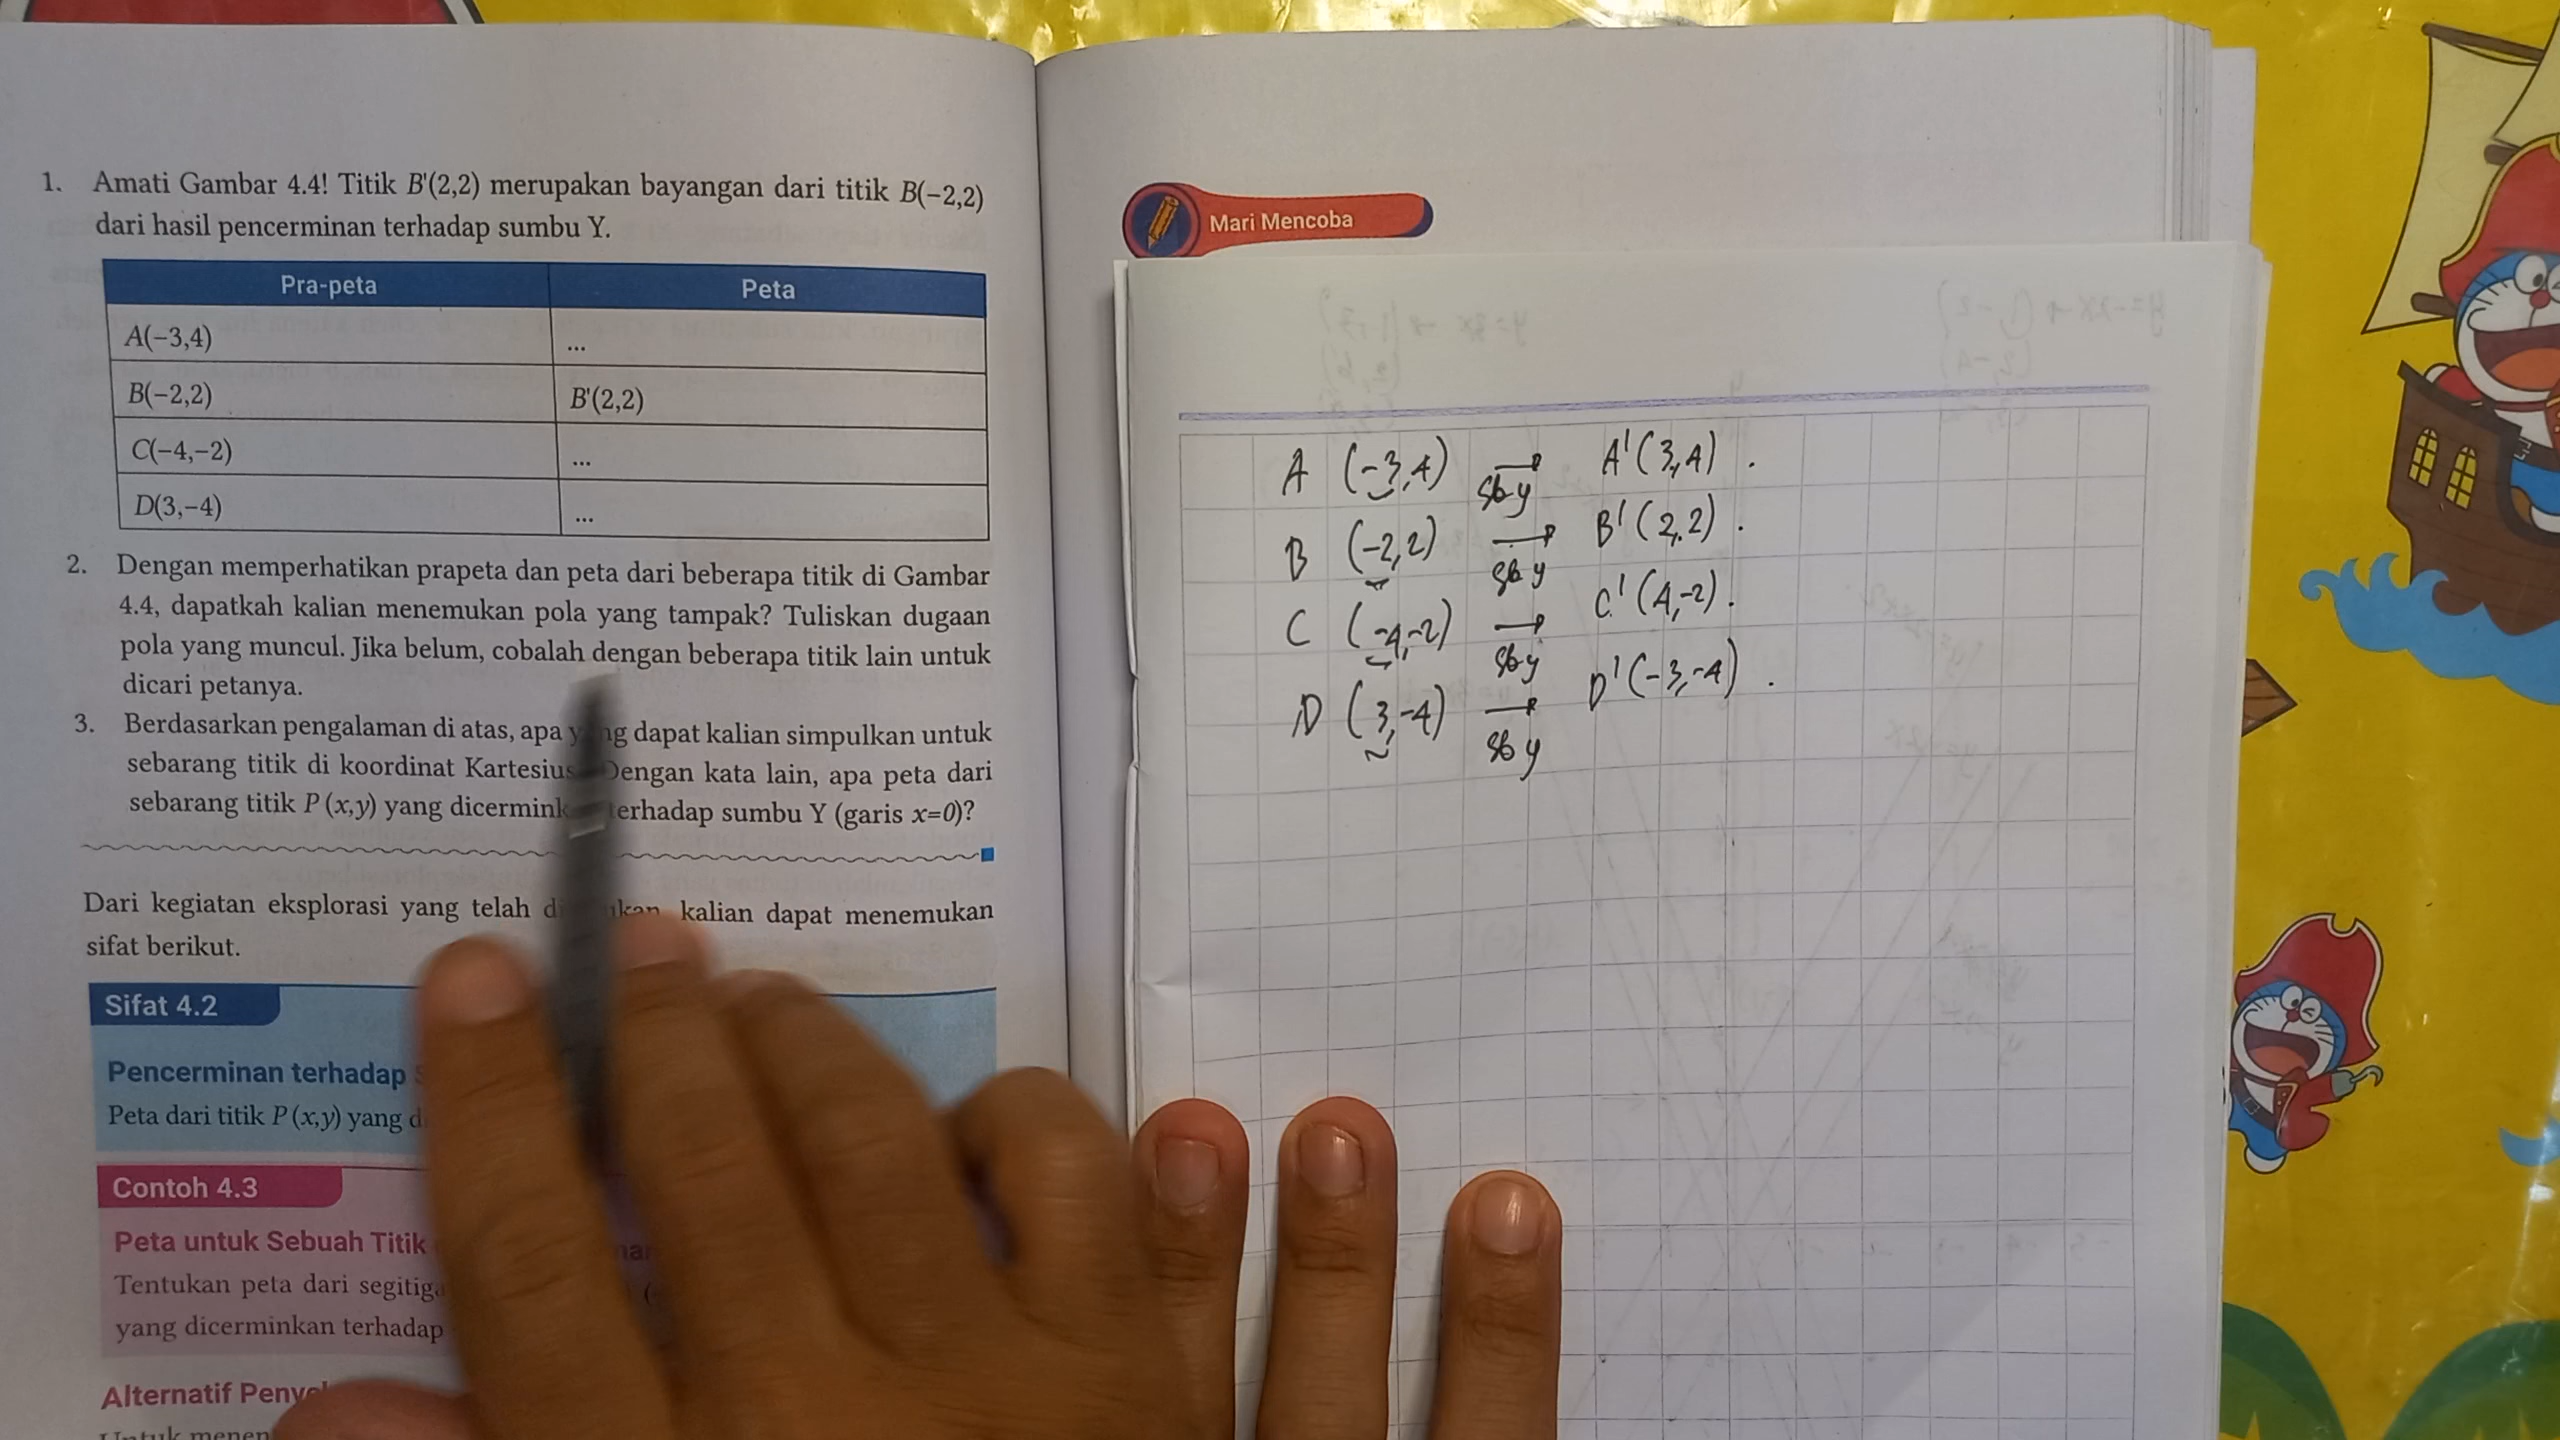 1. Amati Gambar 4.4! Titik B'(2,2) merupakan bayangan dari titik B(−2,2)
dari hasil pencerminan terhadap sumbu Y.
Pra-peta Peta
A(−3,4) ...
B(−2,2) B'(2,2)
C(−4,−2) ...
D(3,−4) ...
2. Dengan memperhatikan prapeta dan peta dari beberapa titik di Gambar
4.4, dapatkah kalian menemukan pola yang tampak? Tuliskan dugaan
pola yang muncul. Jika belum, cobalah dengan beberapa titik lain untuk
dicari petanya.
3. Berdasarkan pengalaman di atas, apa yang dapat kalian simpulkan untuk
sebarang titik di koordinat Kartesius Dengan kata lain, apa peta dari
sebarang titik P(x,y) yang terhadap sumbu Y (garis x=0)?
Dari kegiatan eksplorasi yang telah kalian dapat menemukan
sifat berikut.
Sifat 4.2
Pencerminan terhadap
Peta dari titik P(x,y) yang
Contoh 4.3
Peta untuk Sebuah Titik
Tentukan peta dari
yang dicerminkan terhadap
Alternatif
Mari Mencoba
A (-3,4) → sb y A'(3,4).
B (-2,2) → sb y B'(2,2).
C (-4,-2) → sb y C'(4,-2).
D (3,-4) → sb y D'(-3,-4).